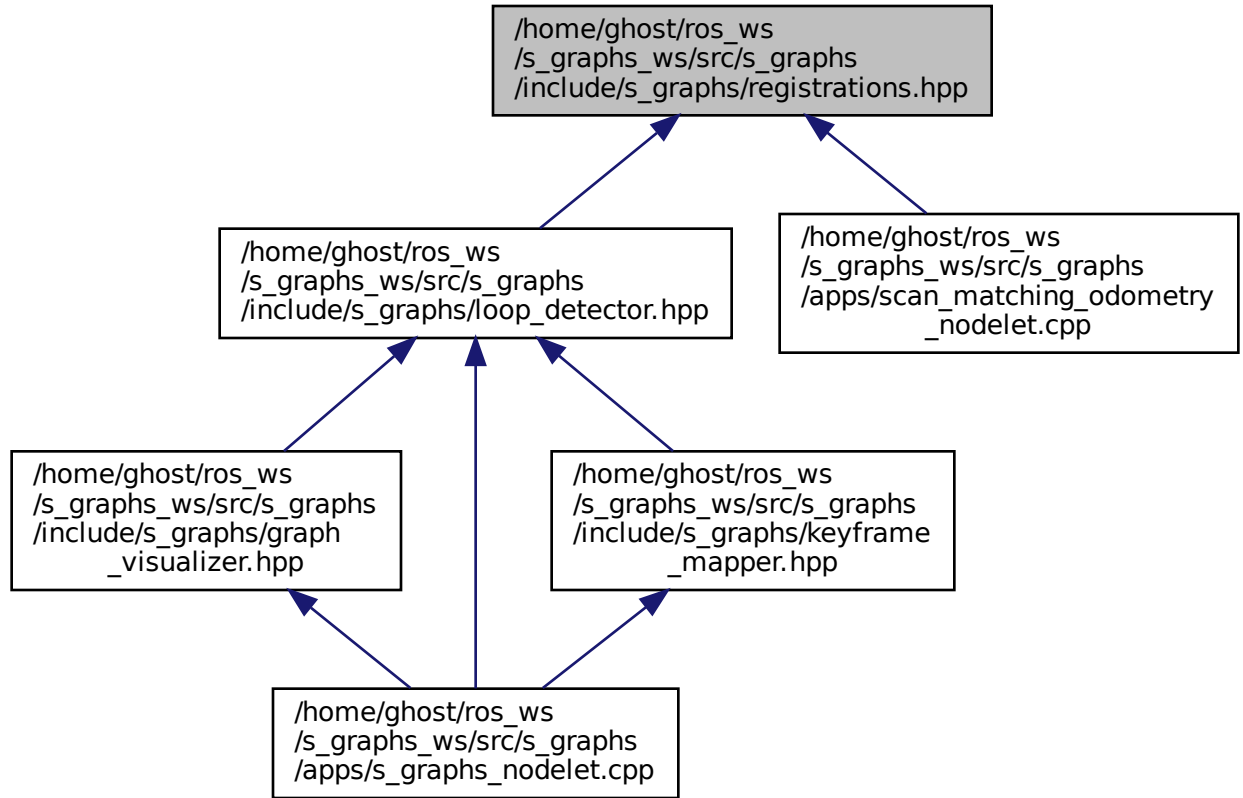 /home/ghost/ros_ws
/s_graphs_ws/src/s_graphs
/include/s_graphs/registrations.hpp
/home/ghost/ros_ws
/s_graphs_ws/src/s_graphs
/include/s_graphs/loop_detector.hpp
/home/ghost/ros_ws
/s_graphs_ws/src/s_graphs
/apps/scan_matching_odometry
_nodelet.cpp
/home/ghost/ros_ws
/s_graphs_ws/src/s_graphs
/include/s_graphs/graph
_visualizer.hpp
/home/ghost/ros_ws
/s_graphs_ws/src/s_graphs
/include/s_graphs/keyframe
_mapper.hpp
/home/ghost/ros_ws
/s_graphs_ws/src/s_graphs
/apps/s_graphs_nodelet.cpp